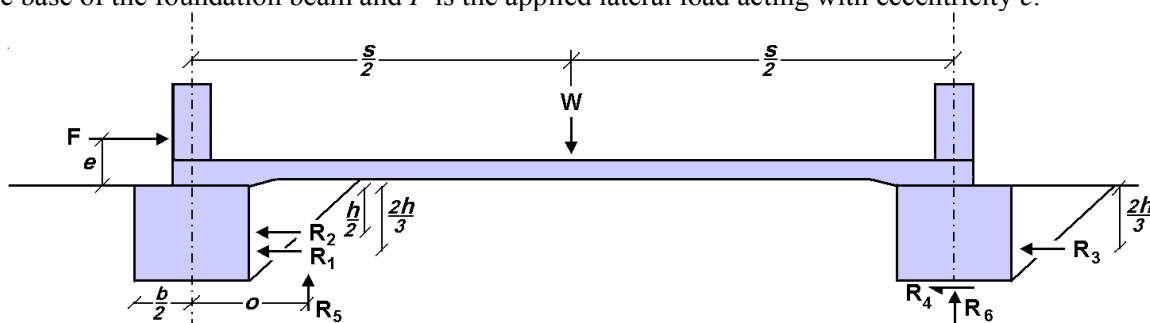 e base of the foundation beam and F is the applied lateral load acting with eccentricity e.
s/2 s/2
W
F
e
h/2 2h/3 2h/3
R2
R1 R3
b/2 o R5 R4 R6